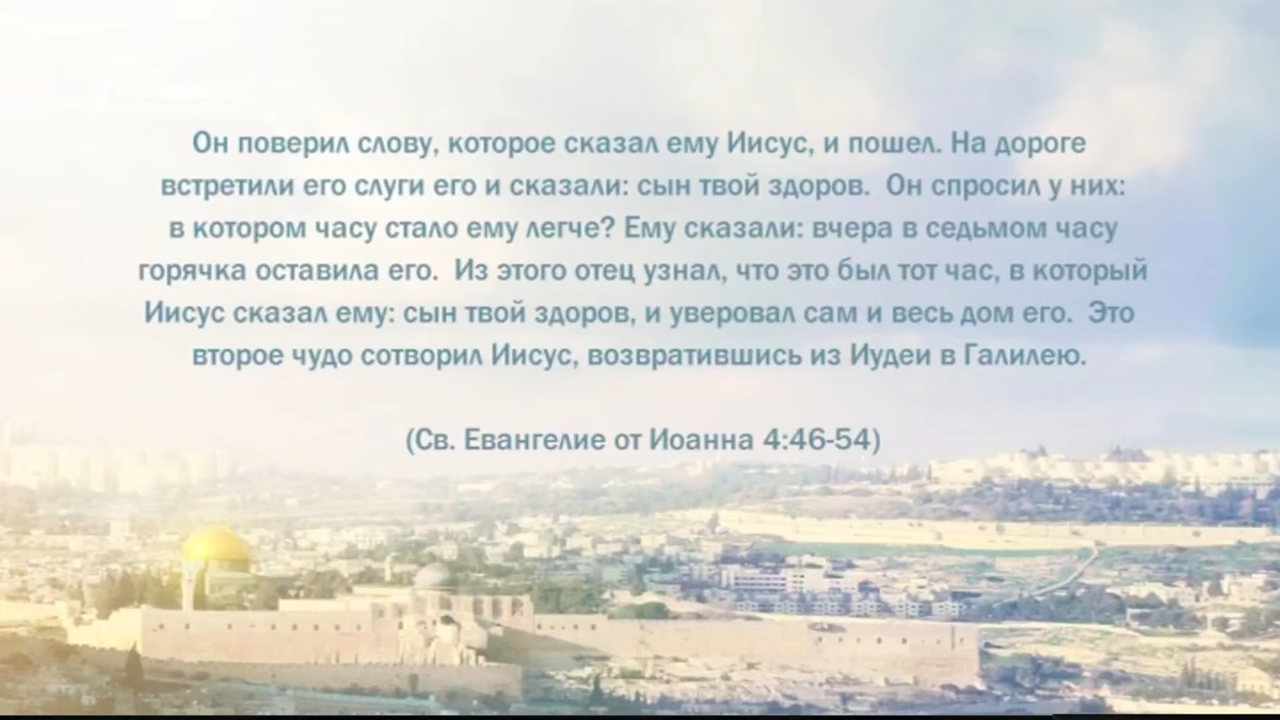 Он поверил слову, которое сказал ему Иисус, и пошел. На дороге
встретили его слуги его и сказали: сын твой здоров.  Он спросил у них:
в котором часу стало ему легче? Ему сказали: вчера в седьмом часу
горячка оставила его.  Из этого отец узнал, что это был тот час, в который
Иисус сказал ему: сын твой здоров, и уверовал сам и весь дом его.  Это
второе чудо сотворил Иисус, возвратившись из Иудеи в Галилею.
(Св. Евангелие от Иоанна 4:46-54)